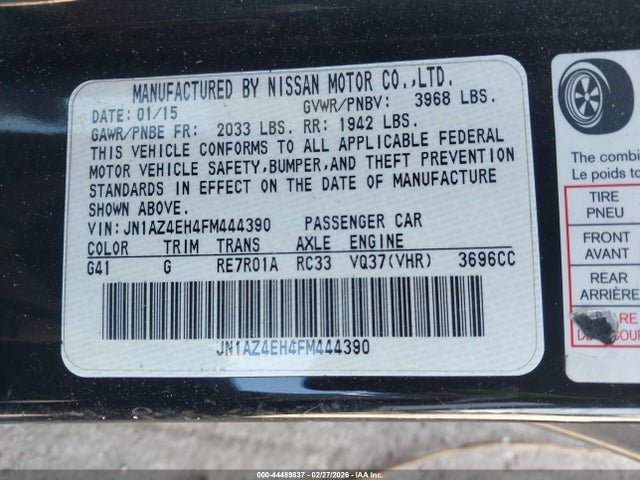 MANUFACTURED BY NISSAN MOTOR CO.,LTD.
DATE: 01/15 GVWR/PNBV: 3968 LBS.
GAWR/PNBE FR: 2033 LBS. RR: 1942 LBS.
THIS VEHICLE CONFORMS TO ALL APPLICABLE FEDERAL
MOTOR VEHICLE SAFETY,BUMPER,AND THEFT PREVENTION
STANDARDS IN EFFECT ON THE DATE OF MANUFACTURE
SHOWN ABOVE.
VIN: JN1AZ4EH4FM444390 PASSENGER CAR
COLOR TRIM TRANS AXLE ENGINE
G41 G RE7R01A RC33 VQ37(VHR) 3696CC
JN1AZ4EH4FM444390
The combi
Le poids to
TIRE
PNEU
FRONT
AVANT
REAR
ARRIÈRE
RE
COURS
000-44489837 - 02/27/2026 - COPART